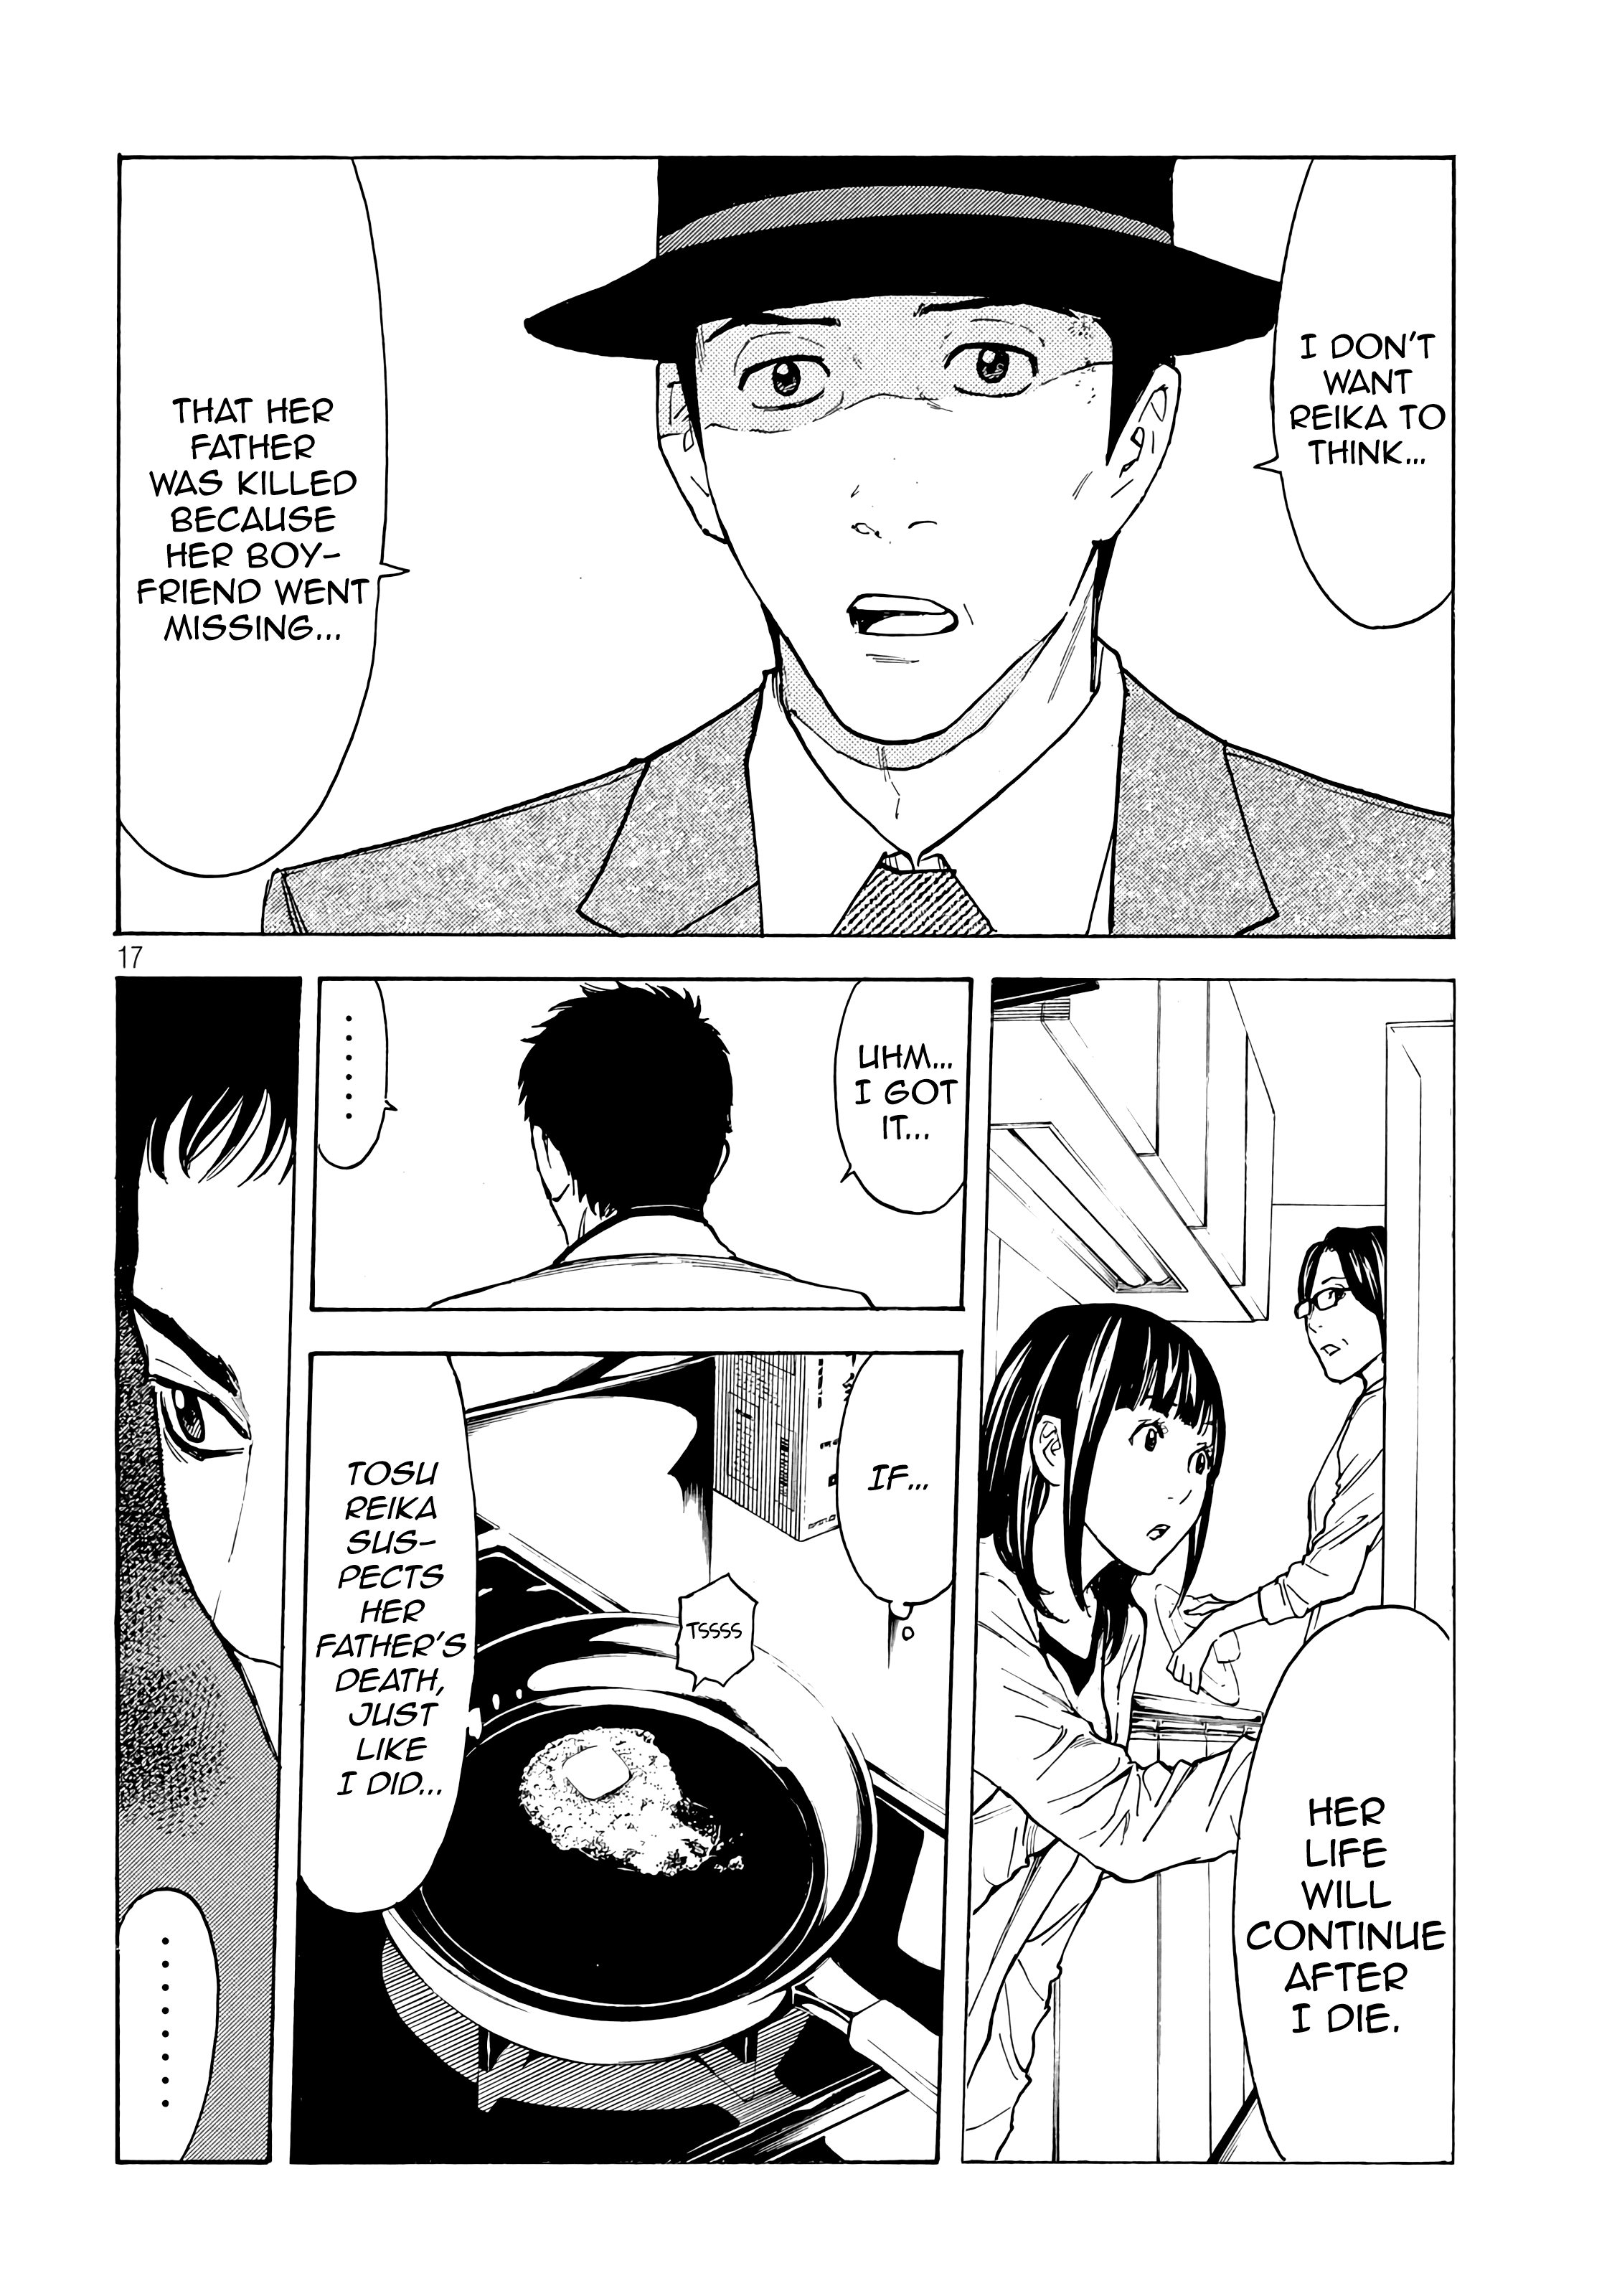 I DON'T
WANT
REIKA TO
THINK...
THAT HER
FATHER
WAS KILLED
BECAUSE
HER BOY-
FRIEND WENT
MISSING...
17
HER
LIFE
WILL
CONTINUE
AFTER
I DIE.
UHM...
I GOT
IT...
......
IF...
TSSSS
TOSU
REIKA
SUS-
PECTS
HER
FATHER'S
DEATH,
JUST
LIKE
I DID...
.........